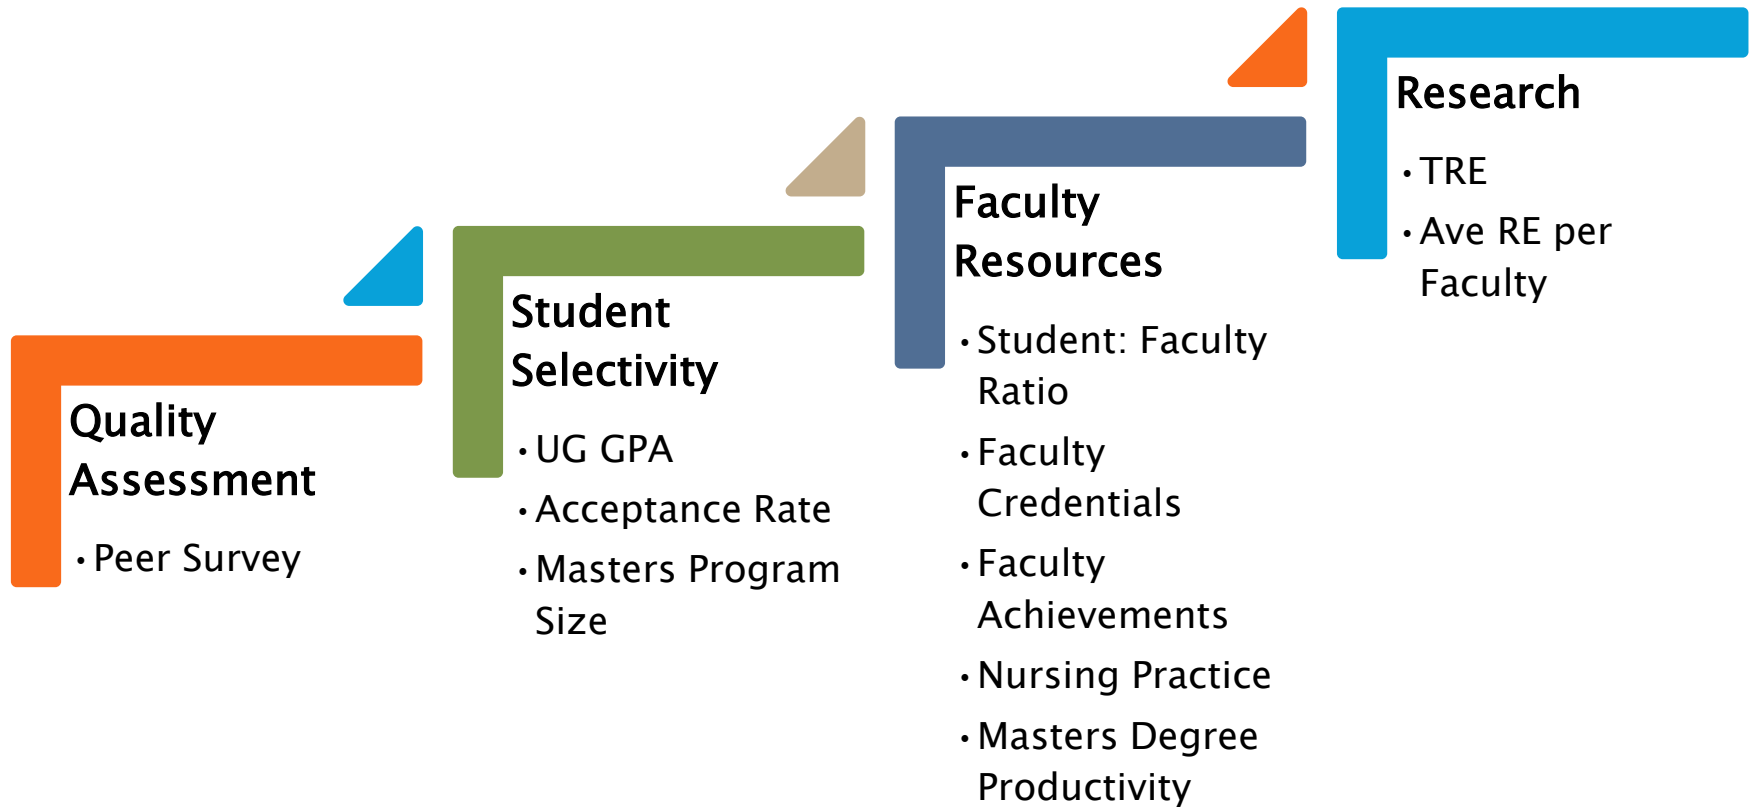 Quality
Assessment
• Peer Survey
Student
Selectivity
• UG GPA
• Acceptance Rate
• Masters Program
Size
Faculty
Resources
• Student: Faculty
Ratio
• Faculty
Credentials
• Faculty
Achievements
• Nursing Practice
• Masters Degree
Productivity
Research
• TRE
• Ave RE per
Faculty